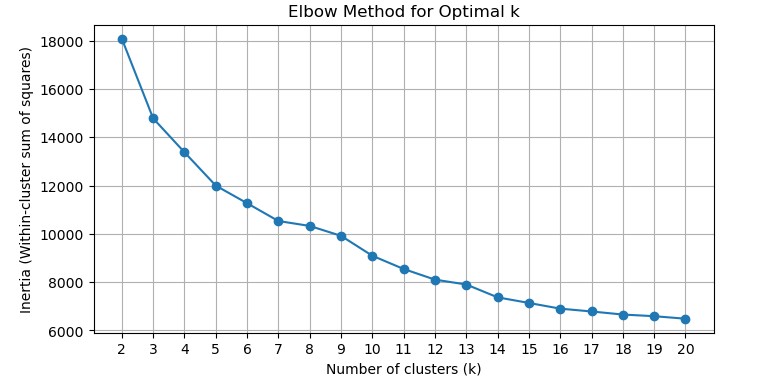 Elbow Method for Optimal k
Inertia (Within-cluster sum of squares)
18000
16000
14000
12000
10000
8000
6000
2 3 4 5 6 7 8 9 10 11 12 13 14 15 16 17 18 19 20
Number of clusters (k)